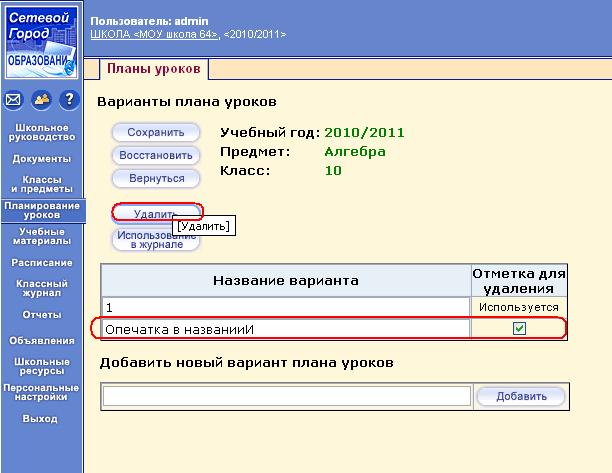 Сетевой
Город
ОБРАЗОВАНИ
Пользователь: admin
ШКОЛА <МОУ школа 64>, <2010/2011>
Планы уроков
?
Школьное
руководство
Документы
Классы
и предметы
Планирование
уроков
Учебные
материалы
Расписание
Классный
журнал
Отчеты
Объявления
Школьные
ресурсы
Персональные
настройки
Выход
Варианты плана уроков
Сохранить
Восстановить
Вернуться
Учебный год: 2010/2011
Предмет: Алгебра
Класс: 10
Удалить
[Удалить]
Использование
в журнале
Название варианта
Отметка для
удаления
1
Используется
Опечатка в названииИ
Добавить новый вариант плана уроков
Добавить